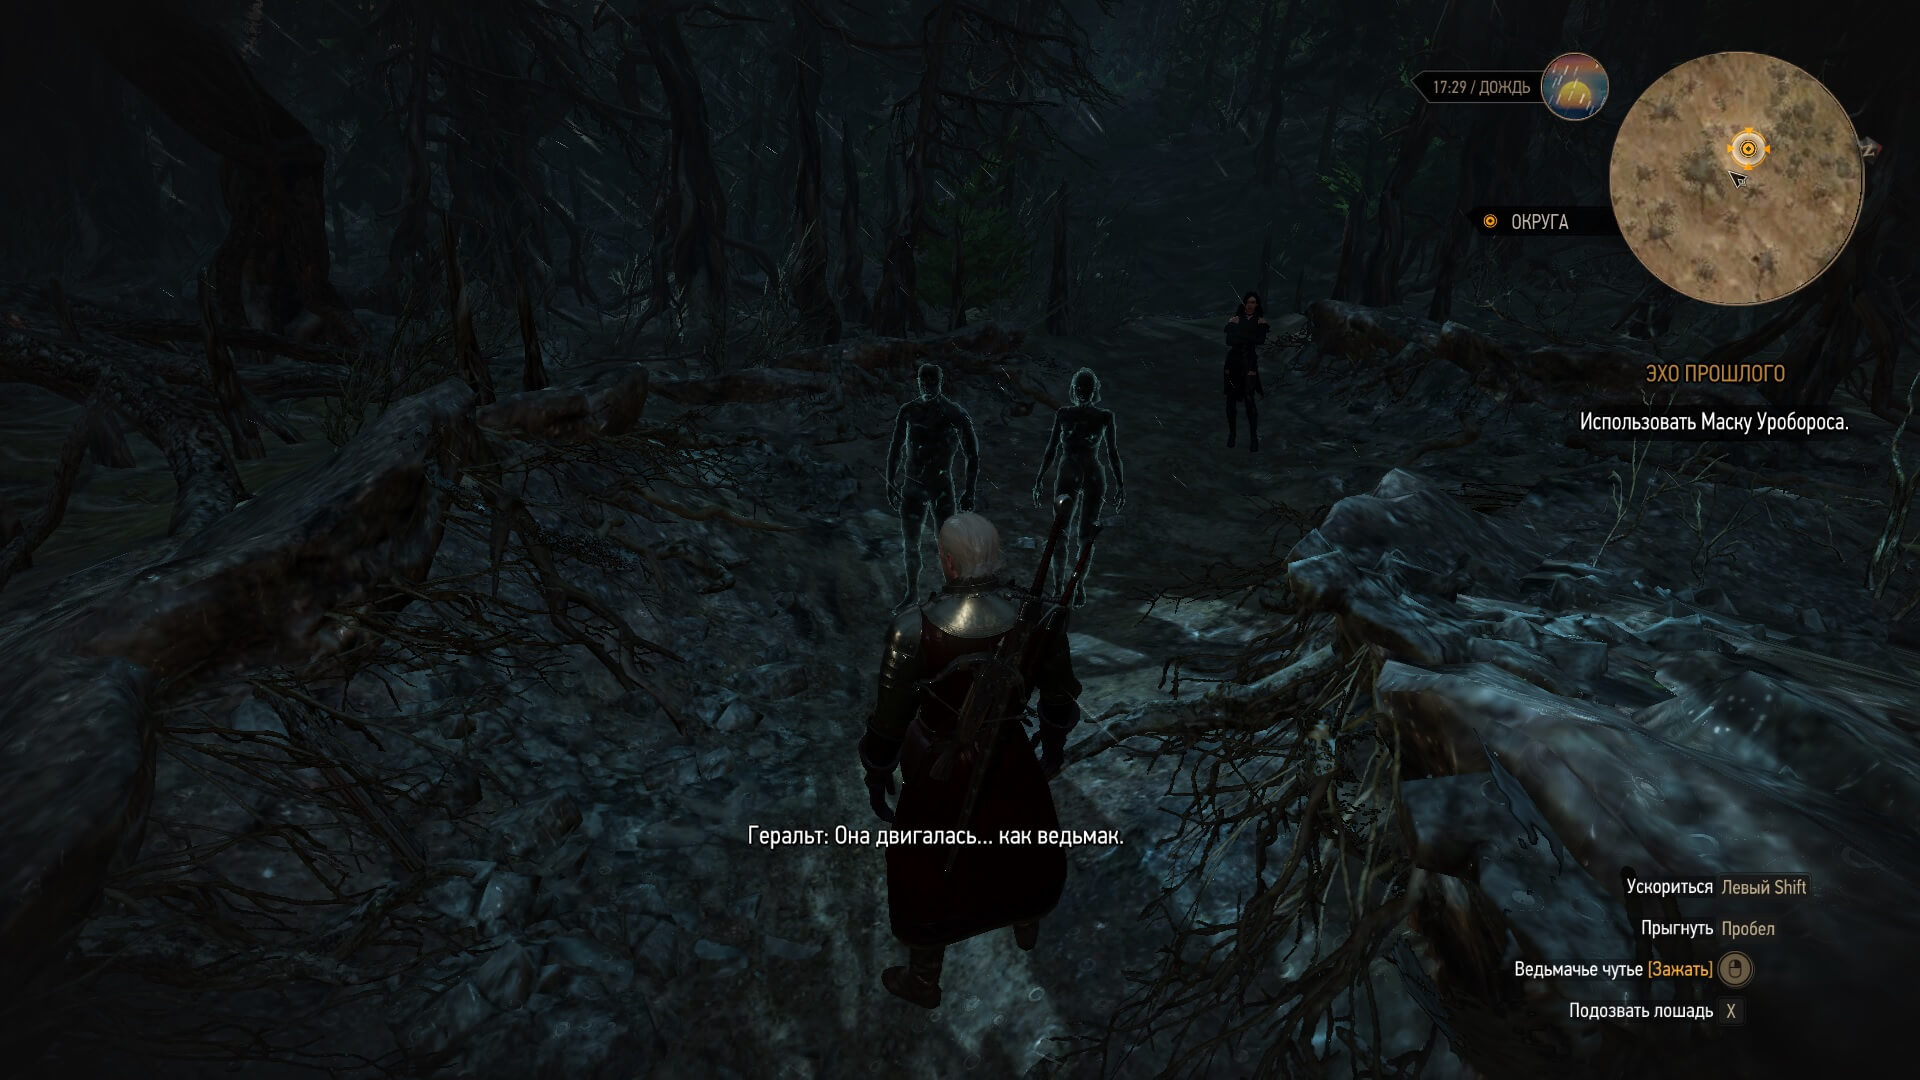 17:29 / ДОЖДЬ
Z
ОКРУГА
ЭХО ПРОШЛОГО
Использовать Маску Уробороса.
Геральт: Она двигалась... как ведьмак.
Ускориться Левый Shift
Прыгнуть Пробел
Ведьмачье чутье [Зажать]
Подозвать лошадь X